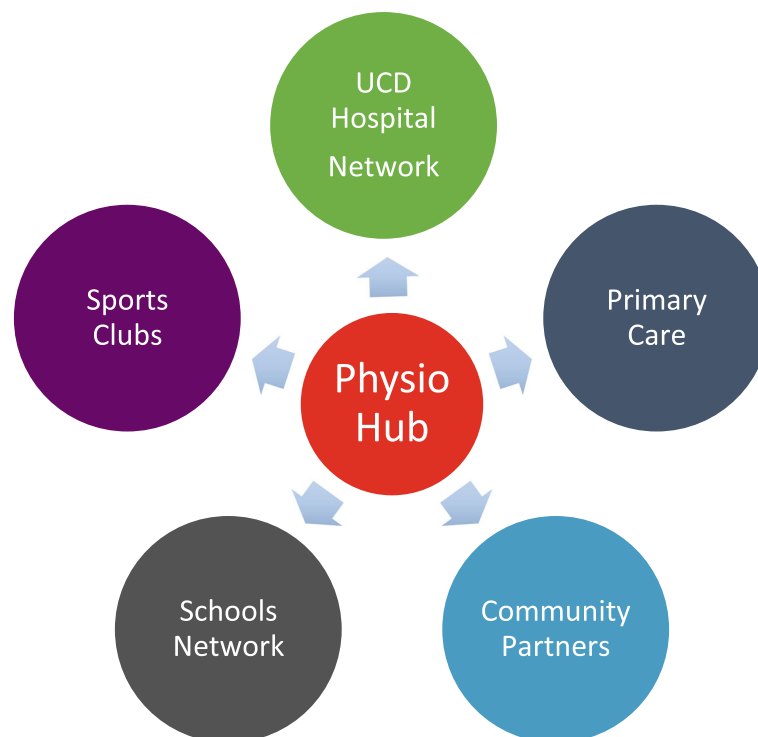 UCD
Hospital
Network
Sports
Clubs
Primary
Care
Physio
Hub
Schools
Network
Community
Partners